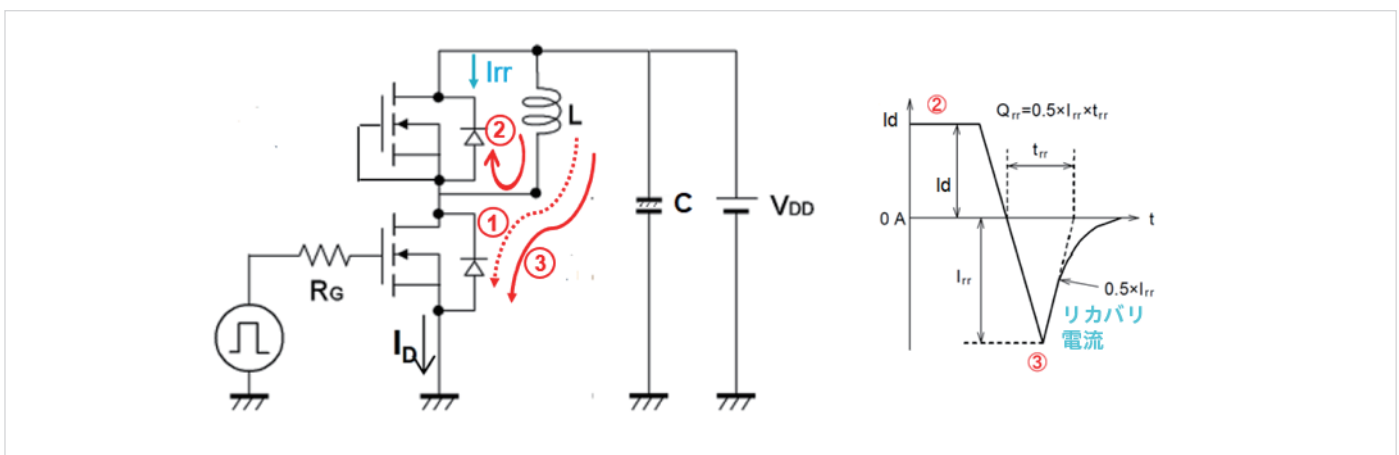 Irr
②
L
①
③
C
VDD
RG
ID
②
Qrr=0.5×Irr×trr
Id
trr
Id
0 A
t
Irr
0.5×Irr
リカバリ
電流
③